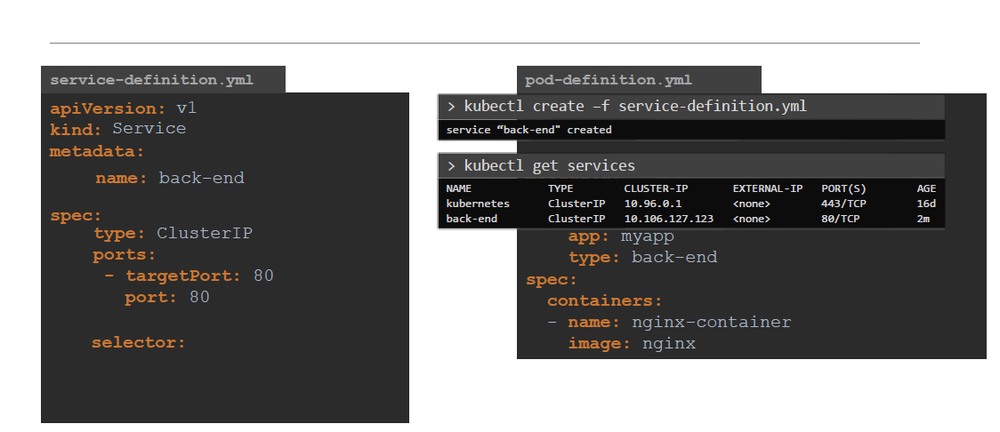 service-definition.yml
apiVersion: v1
kind: Service
metadata:
name: back-end
spec:
type: ClusterIP
ports:
- targetPort: 80
port: 80
selector:
pod-definition.yml
> kubectl create –f service-definition.yml
service “back-end" created
> kubectl get services
NAME TYPE CLUSTER-IP EXTERNAL-IP PORT(S) AGE
kubernetes ClusterIP 10.96.0.1 <none> 443/TCP 16d
back-end ClusterIP 10.106.127.123 <none> 80/TCP 2m
app: myapp
type: back-end
spec:
containers:
- name: nginx-container
image: nginx